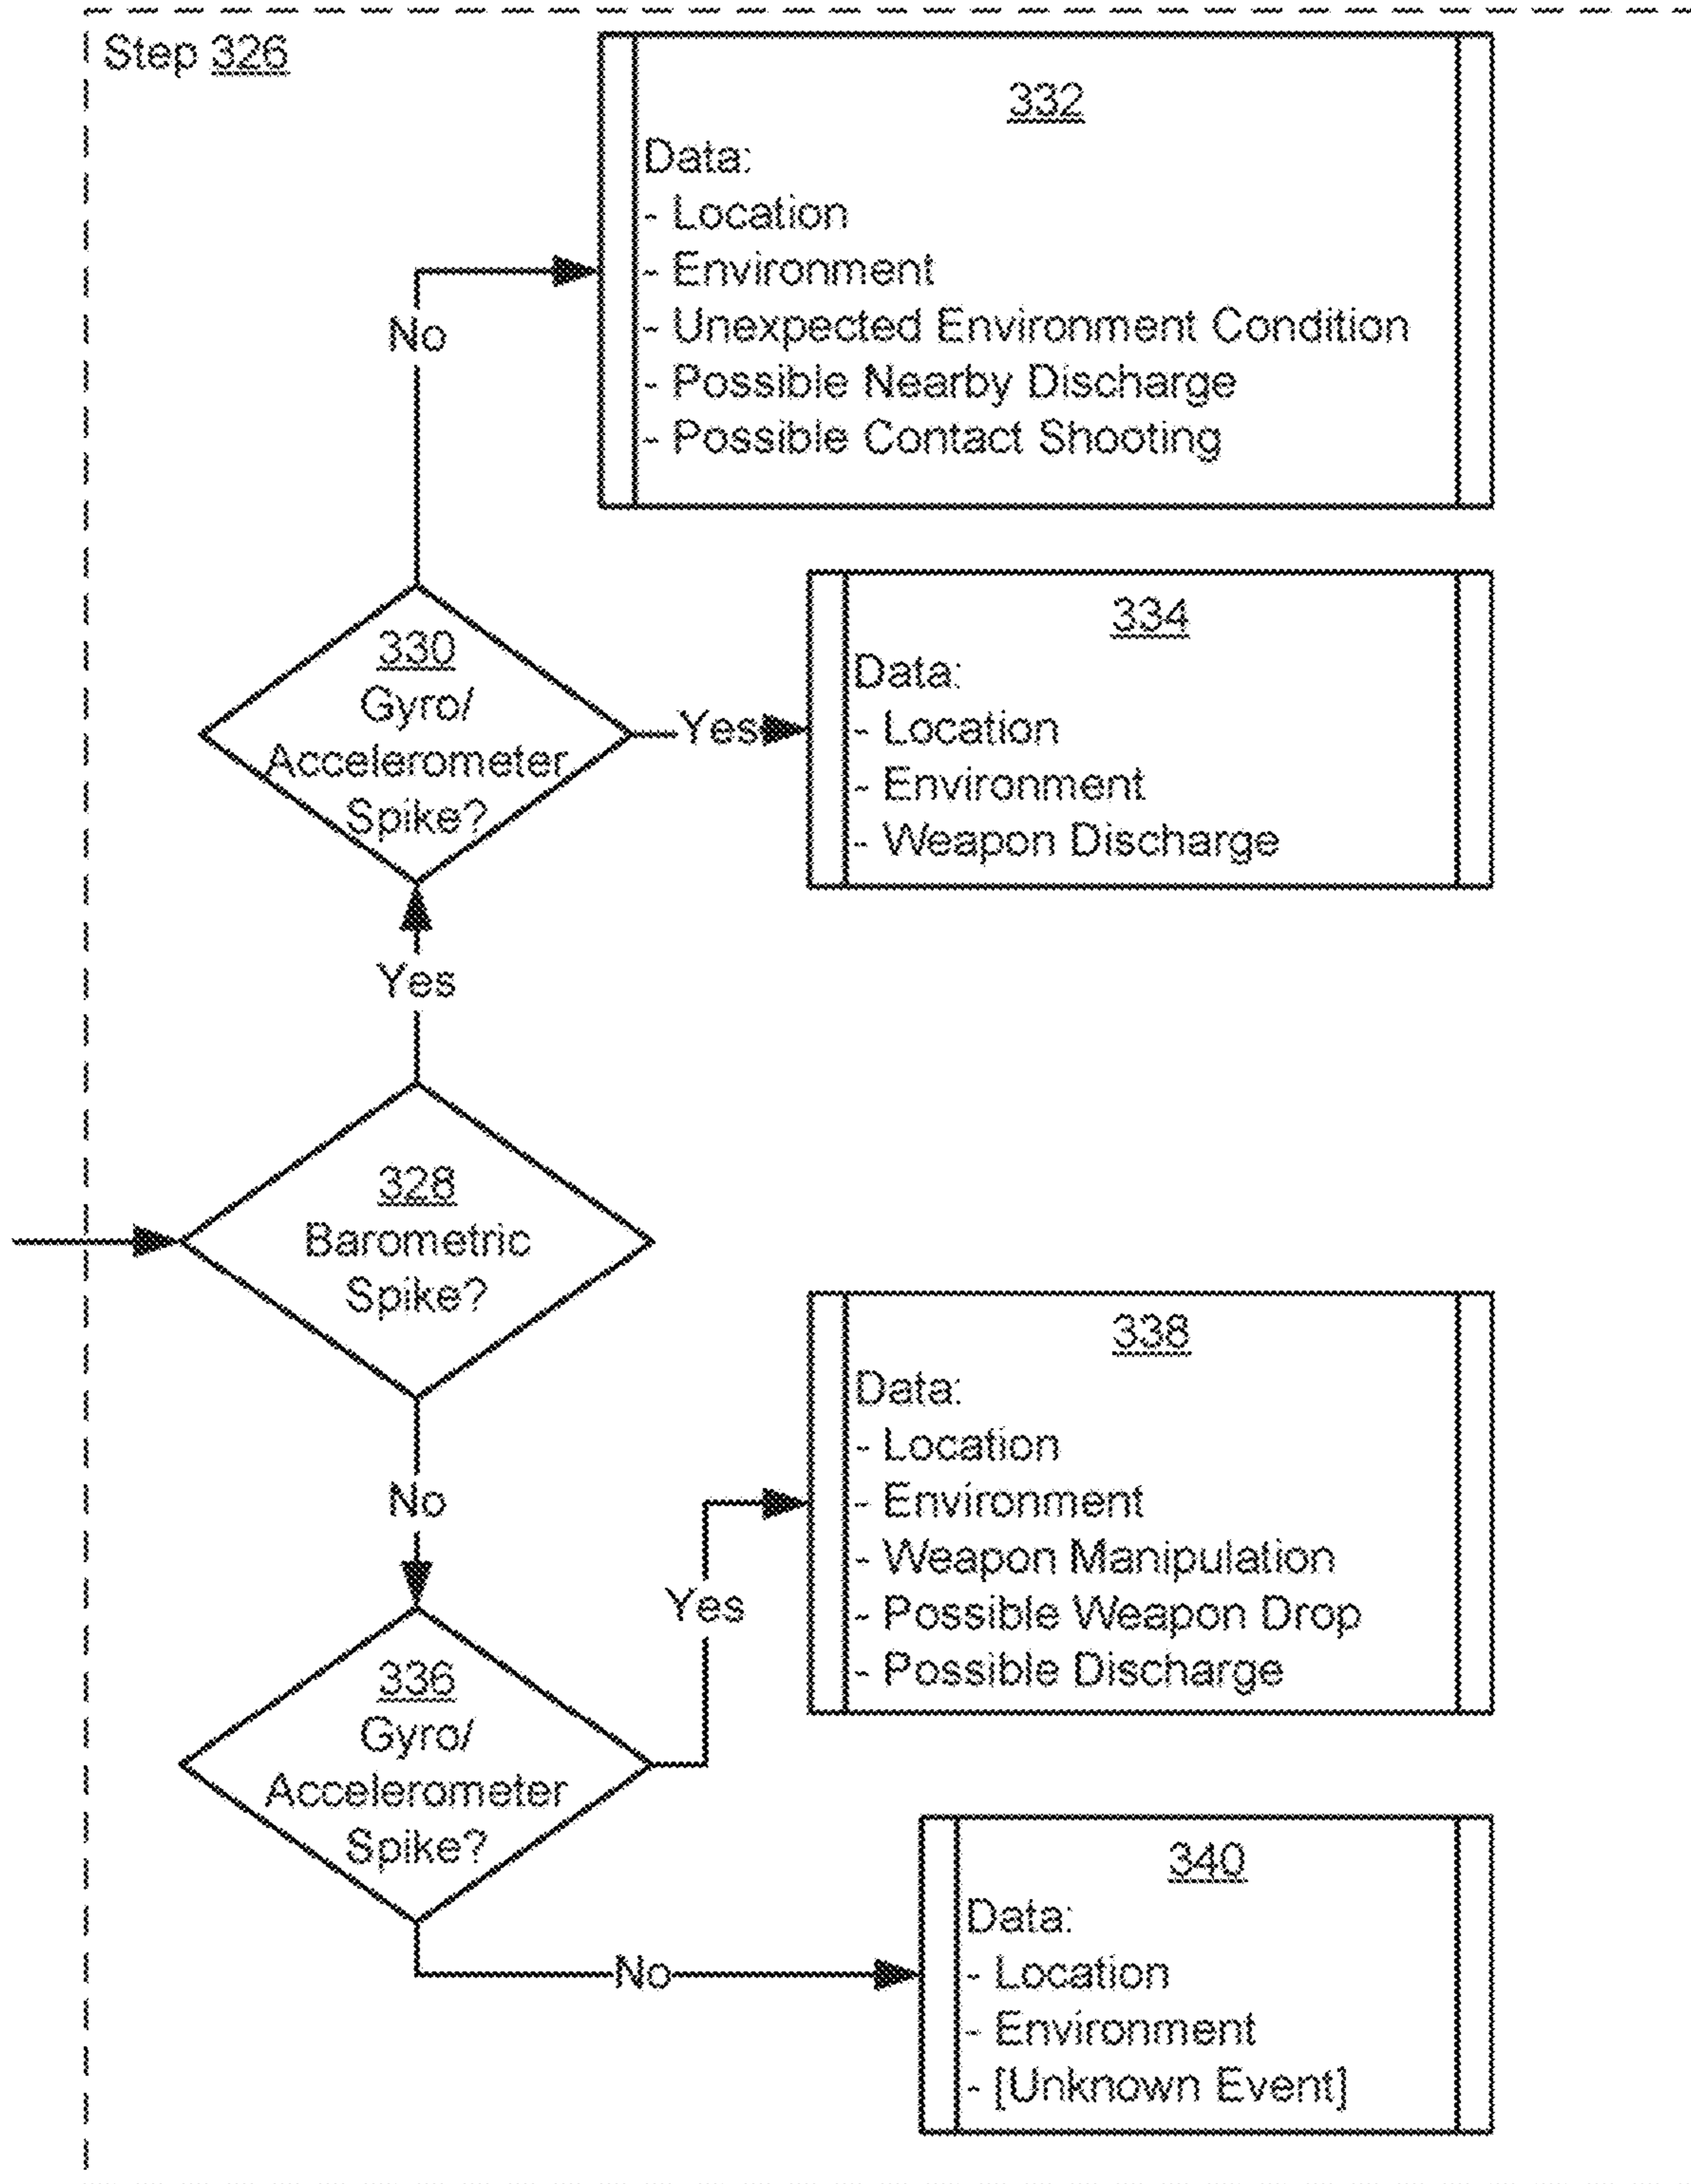 Step 326
332
Data:
- Location
- Environment
- Unexpected Environment Condition
- Possible Nearby Discharge
- Possible Contact Shooting
No
330
Gyro/
Accelerometer
Spike?
Yes
334
Data:
- Location
- Environment
- Weapon Discharge
Yes
328
Barometric
Spike?
No
338
Data:
- Location
- Environment
- Weapon Manipulation
- Possible Weapon Drop
- Possible Discharge
Yes
336
Gyro/
Accelerometer
Spike?
No
340
Data:
- Location
- Environment
- [Unknown Event]